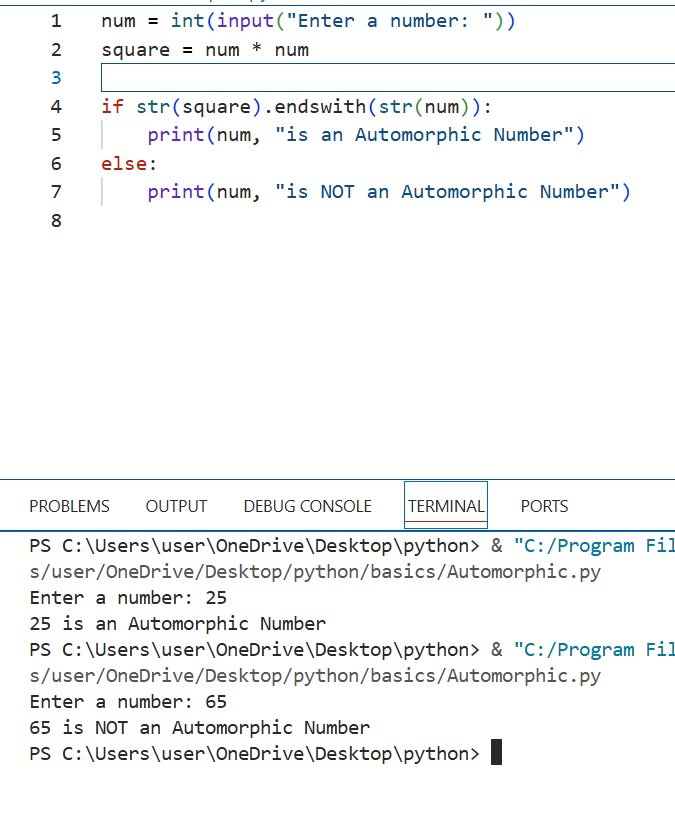 1 num = int(input("Enter a number: "))
2 square = num * num
3
4 if str(square).endswith(str(num)):
5     print(num, "is an Automorphic Number")
6 else:
7     print(num, "is NOT an Automorphic Number")
8
PROBLEMS OUTPUT DEBUG CONSOLE TERMINAL PORTS
PS C:\Users\user\OneDrive\Desktop\python> & "C:/Program Fil
s/user/OneDrive/Desktop/python/basics/Automorphic.py
Enter a number: 25
25 is an Automorphic Number
PS C:\Users\user\OneDrive\Desktop\python> & "C:/Program Fil
s/user/OneDrive/Desktop/python/basics/Automorphic.py
Enter a number: 65
65 is NOT an Automorphic Number
PS C:\Users\user\OneDrive\Desktop\python>